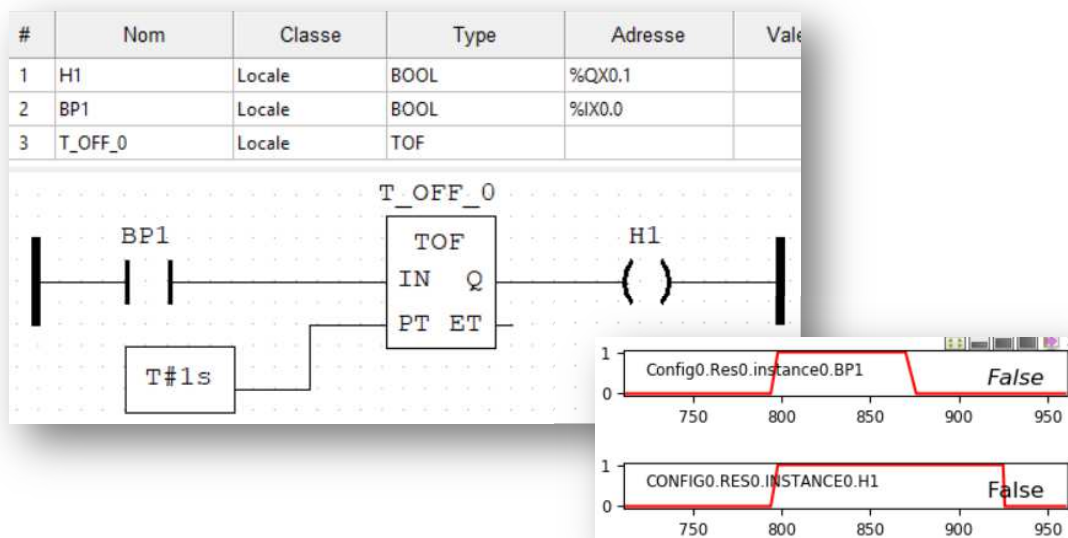 # Nom Classe Type Adresse Vale
1 H1 Locale BOOL %QX0.1
2 BP1 Locale BOOL %IX0.0
3 T_OFF_0 Locale TOF
T_OFF_0
BP1 TOF H1
IN Q
PT ET
T#1s
1
Config0.Res0.instance0.BP1 False
0
750 800 850 900 950
1
CONFIG0.RES0.INSTANCE0.H1 False
0
750 800 850 900 950